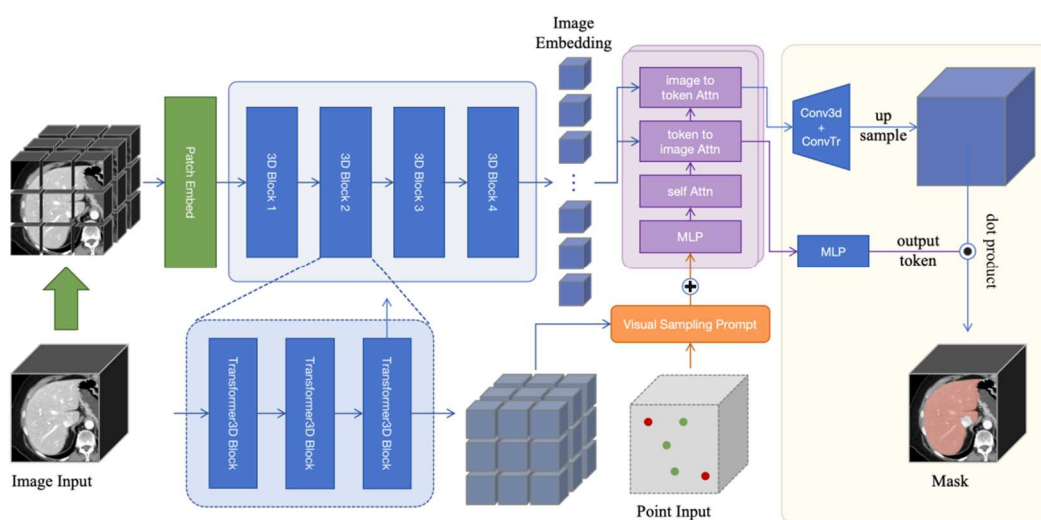 Image
Embedding
Patch Embed
3D Block 1
3D Block 2
3D Block 3
3D Block 4
image to
token Attn
token to
image Attn
self Attn
MLP
Conv3d
+
ConvTr
up
sample
MLP
output
token
dot product
Visual Sampling Prompt
Transformer3D Block
Transformer3D Block
Transformer3D Block
Image Input
Point Input
Mask